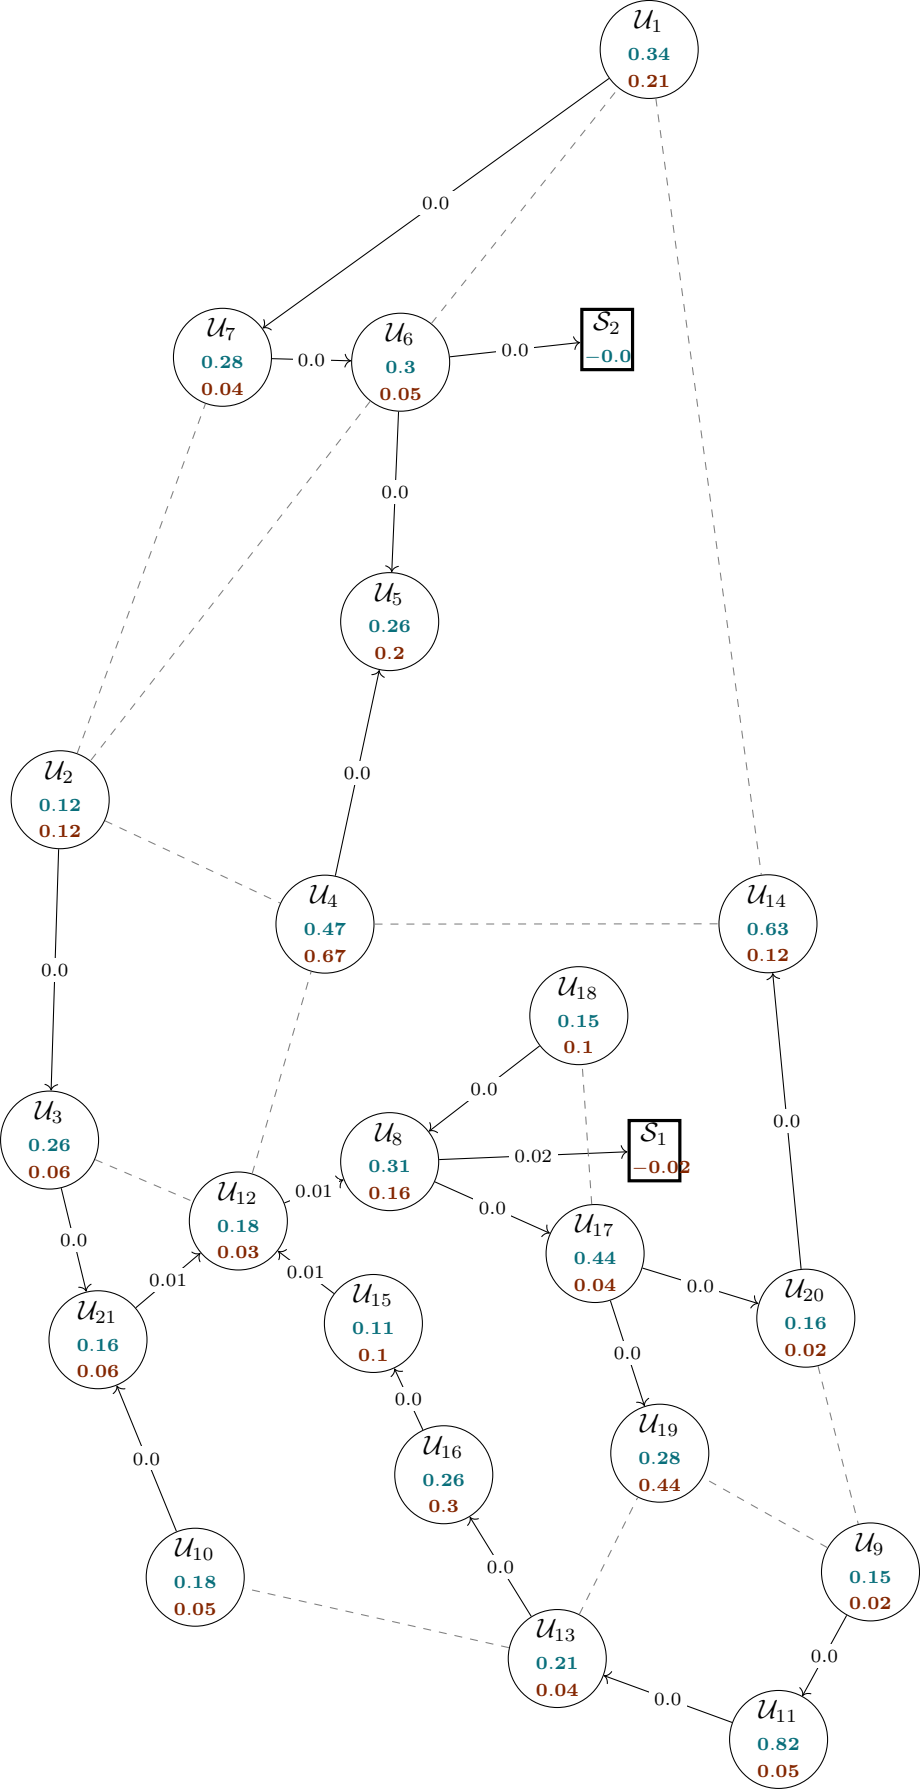 𝒰₁
0.34
0.21
0.0
𝒰₇
0.28
0.04
0.0
𝒰₆
0.3
0.05
0.0
𝒮₂
−0.0
0.0
𝒰₅
0.26
0.2
0.0
𝒰₂
0.12
0.12
𝒰₄
0.47
0.67
𝒰₁₄
0.63
0.12
0.0
𝒰₁₈
0.15
0.1
0.0
𝒰₃
0.26
0.06
𝒰₈
0.31
0.16
0.02
𝒮₁
−0.02
0.0
𝒰₁₂
0.18
0.03
0.01
0.0
𝒰₁₇
0.44
0.04
0.0
0.0
𝒰₂₁
0.16
0.06
0.01
0.01
𝒰₁₅
0.11
0.1
0.0
𝒰₂₀
0.16
0.02
0.0
0.0
𝒰₁₆
0.26
0.3
𝒰₁₉
0.28
0.44
0.0
𝒰₁₀
0.18
0.05
0.0
𝒰₉
0.15
0.02
𝒰₁₃
0.21
0.04
0.0
0.0
𝒰₁₁
0.82
0.05